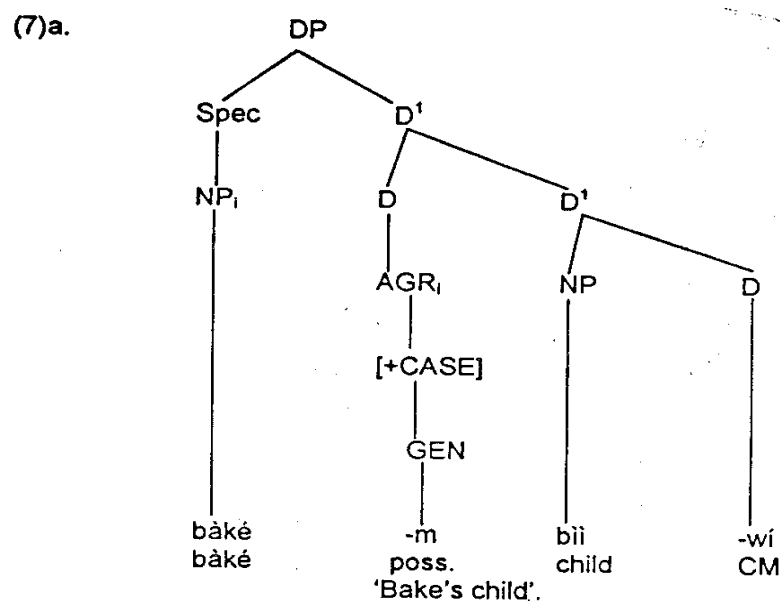 (7)a. DP
Spec D¹
NPᵢ D D¹
AGRᵢ NP D
[+CASE]
GEN
bàké -m bìì -wí
bàké poss. child CM
'Bake's child'.